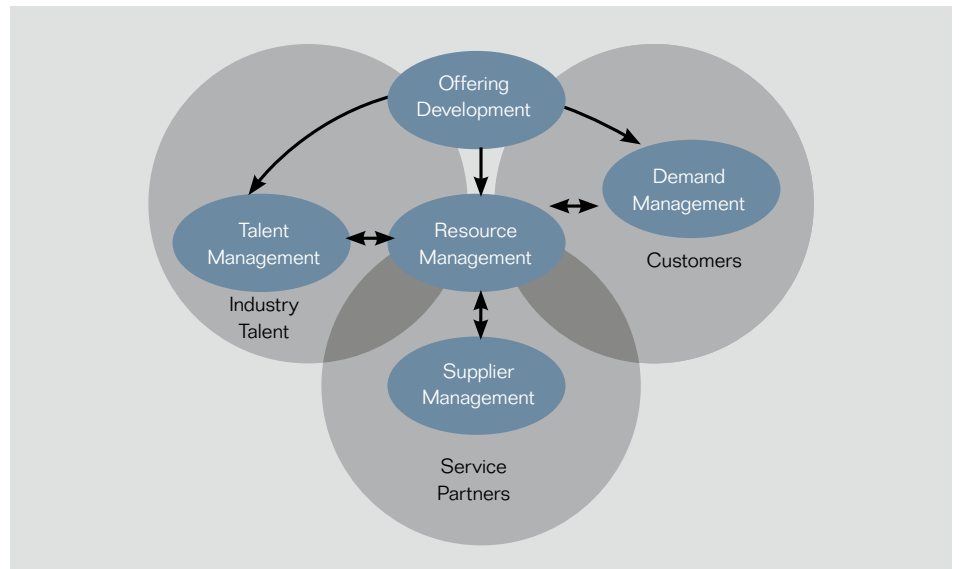 Offering
Development
Demand
Management
Customers
Talent
Management
Resource
Management
Industry
Talent
Supplier
Management
Service
Partners